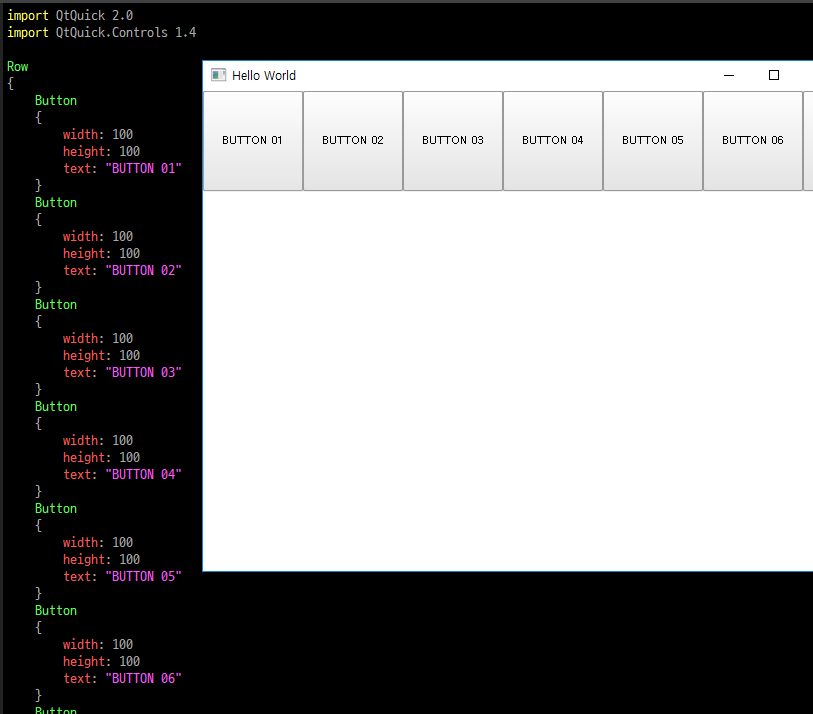 import QtQuick 2.0
import QtQuick.Controls 1.4
Row
{
Button
{
width: 100
height: 100
text: "BUTTON 01"
}
Button
{
width: 100
height: 100
text: "BUTTON 02"
}
Button
{
width: 100
height: 100
text: "BUTTON 03"
}
Button
{
width: 100
height: 100
text: "BUTTON 04"
}
Button
{
width: 100
height: 100
text: "BUTTON 05"
}
Button
{
width: 100
height: 100
text: "BUTTON 06"
}
Button
Hello World
BUTTON 01 BUTTON 02 BUTTON 03 BUTTON 04 BUTTON 05 BUTTON 06